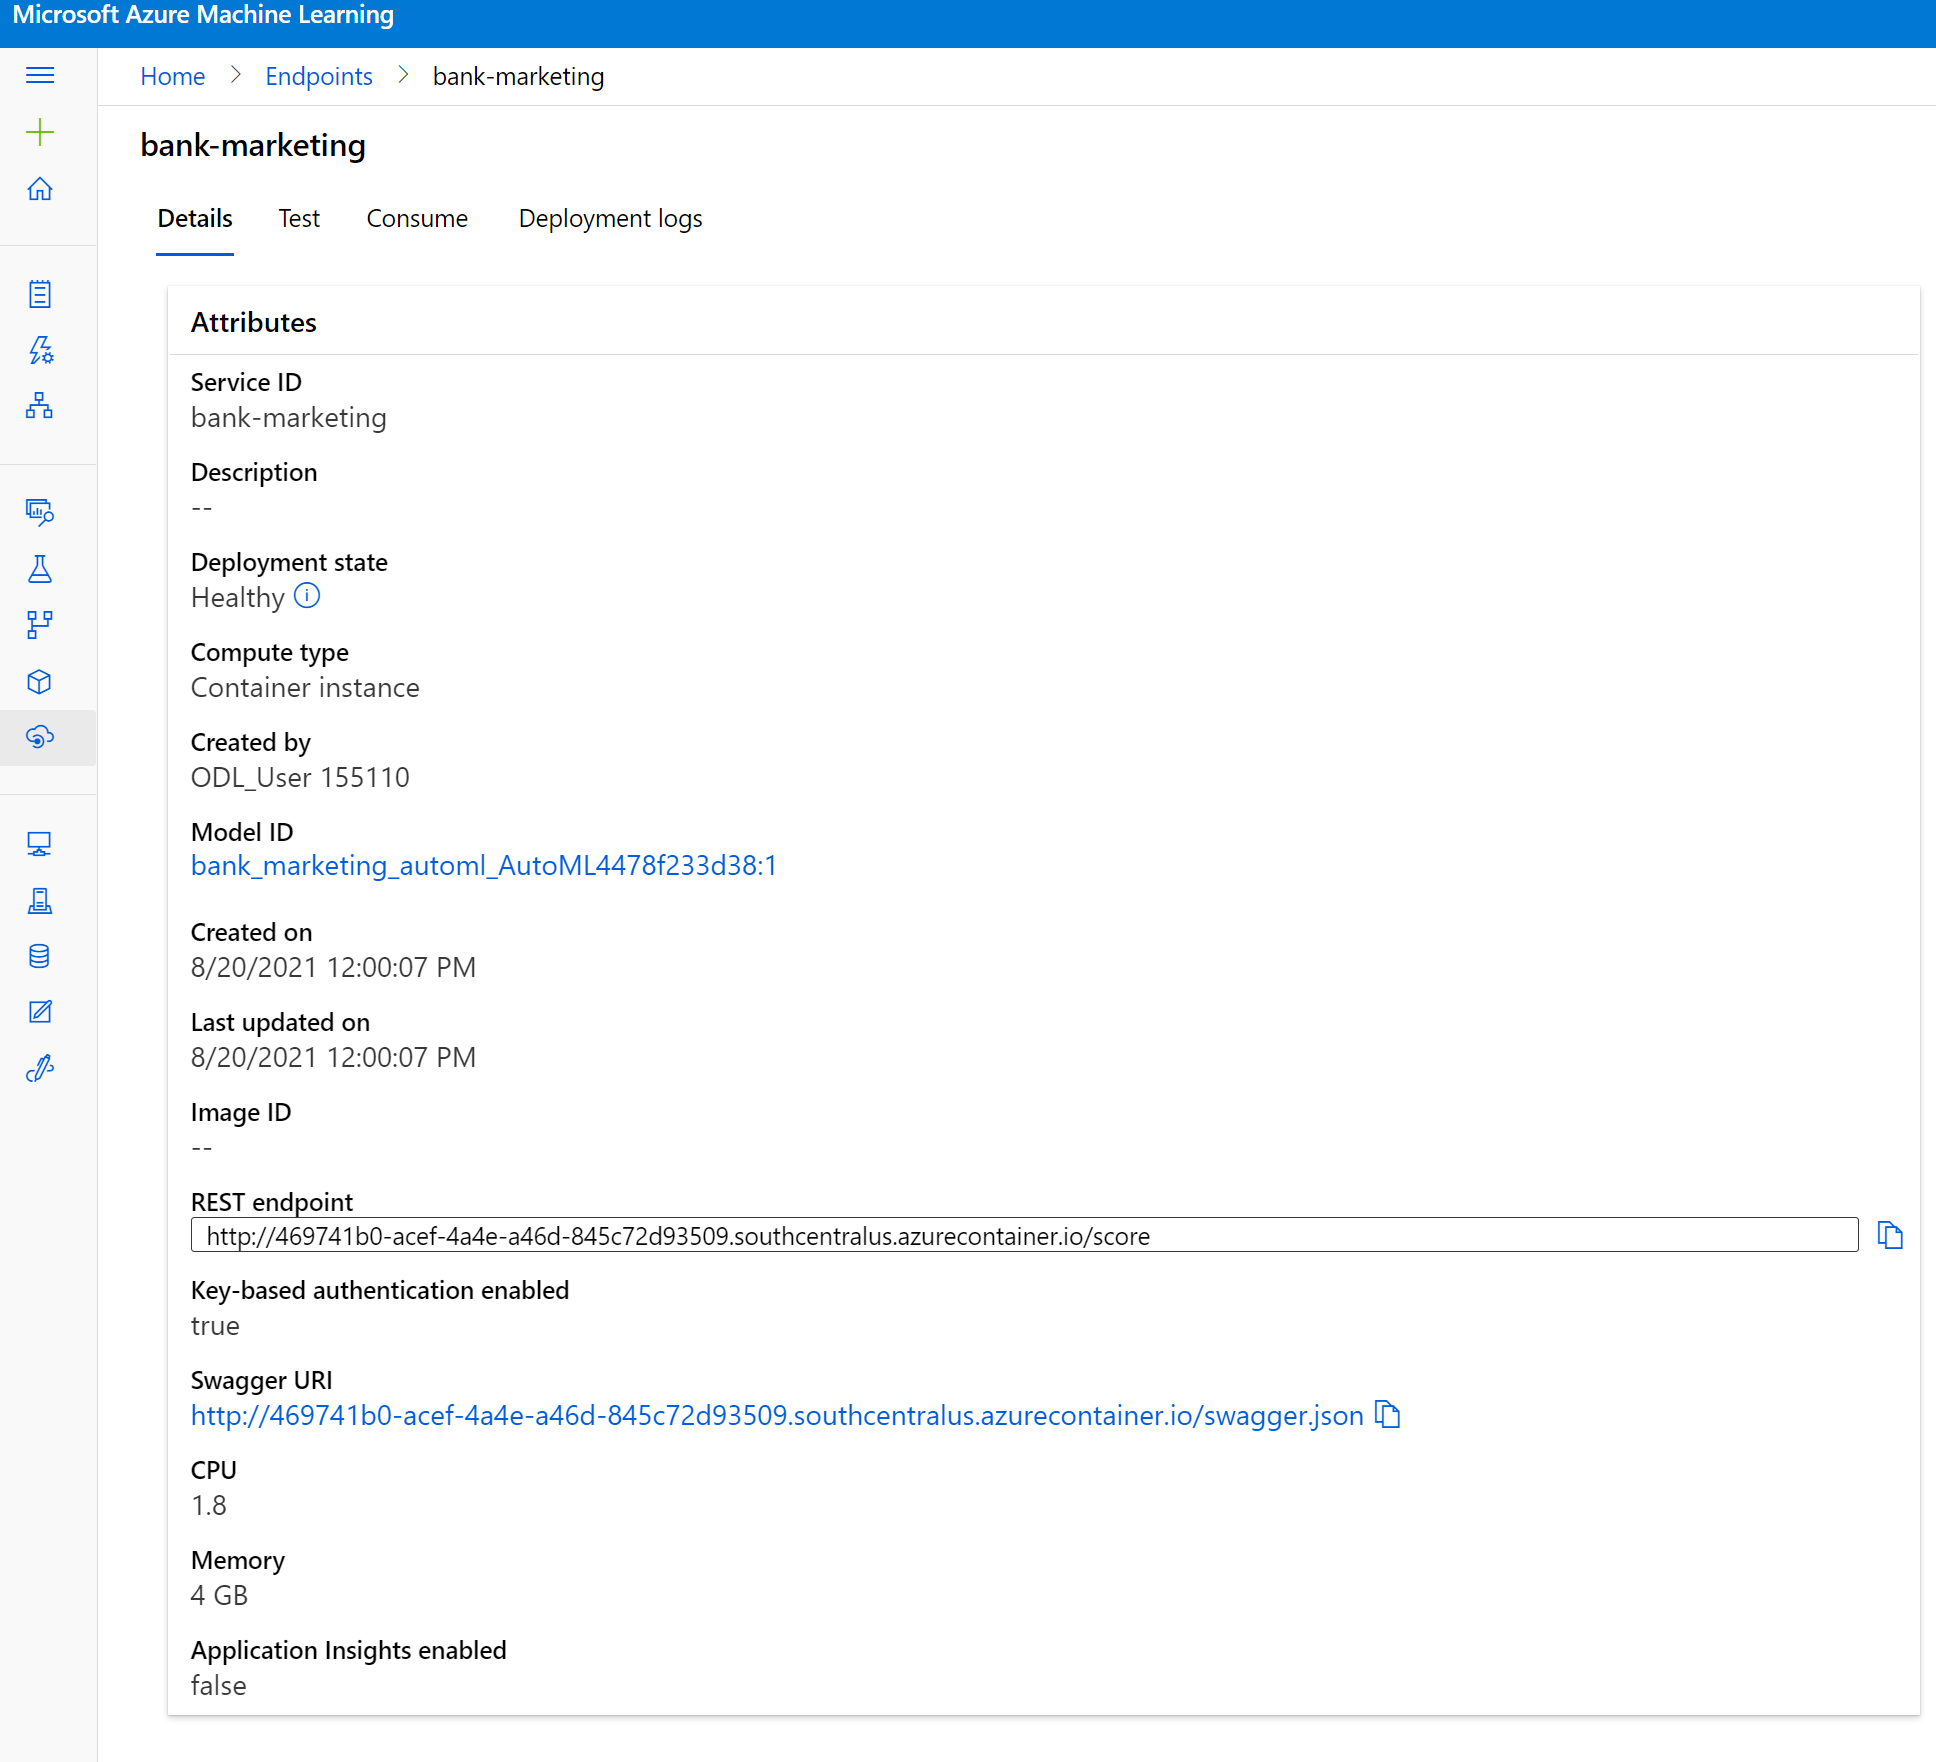 Microsoft Azure Machine Learning
Home > Endpoints > bank-marketing
bank-marketing
Details Test Consume Deployment logs
Attributes
Service ID
bank-marketing
Description
--
Deployment state
Healthy
Compute type
Container instance
Created by
ODL_User 155110
Model ID
bank_marketing_automl_AutoML4478f233d38:1
Created on
8/20/2021 12:00:07 PM
Last updated on
8/20/2021 12:00:07 PM
Image ID
--
REST endpoint
http://469741b0-acef-4a4e-a46d-845c72d93509.southcentralus.azurecontainer.io/score
Key-based authentication enabled
true
Swagger URI
http://469741b0-acef-4a4e-a46d-845c72d93509.southcentralus.azurecontainer.io/swagger.json
CPU
1.8
Memory
4 GB
Application Insights enabled
false